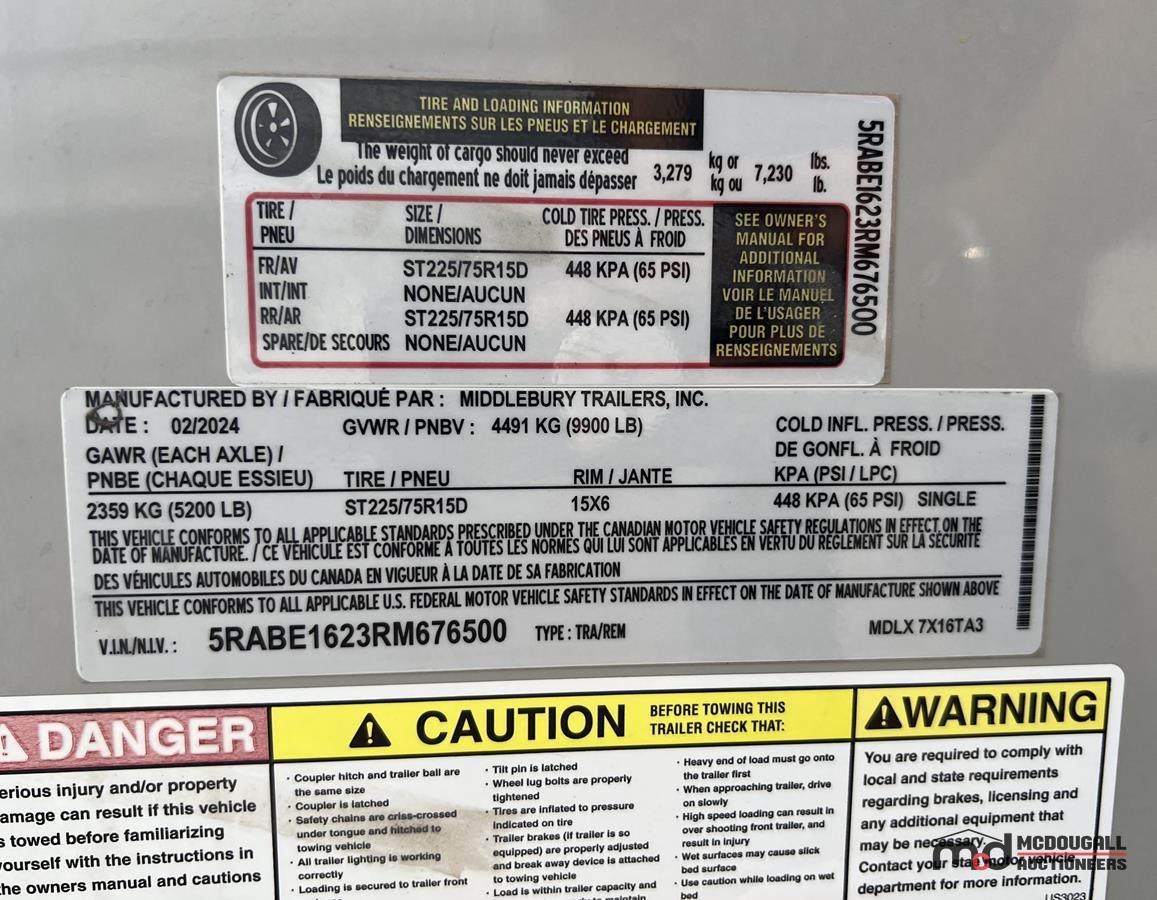 TIRE AND LOADING INFORMATION
RENSEIGNEMENTS SUR LES PNEUS ET LE CHARGEMENT
The weight of cargo should never exceed
Le poids du chargement ne doit jamais dépasser
3,279 kg or 7,230 lbs.
kg ou lb.
TIRE / SIZE / COLD TIRE PRESS. / PRESS.
PNEU DIMENSIONS DES PNEUS À FROID
FR/AV ST225/75R15D 448 KPA (65 PSI)
INT/INT NONE/AUCUN
RR/AR ST225/75R15D 448 KPA (65 PSI)
SPARE/DE SECOURS NONE/AUCUN
SEE OWNER'S
MANUAL FOR
ADDITIONAL
INFORMATION
VOIR LE MANUEL
DE L'USAGER
POUR PLUS DE
RENSEIGNEMENTS
5RABE1623RM676500
MANUFACTURED BY / FABRIQUÉ PAR : MIDDLEBURY TRAILERS, INC.
DATE : 02/2024 GVWR / PNBV : 4491 KG (9900 LB) COLD INFL. PRESS. / PRESS.
GAWR (EACH AXLE) / DE GONFL. À FROID
PNBE (CHAQUE ESSIEU) TIRE / PNEU RIM / JANTE KPA (PSI / LPC)
2359 KG (5200 LB) ST225/75R15D 15X6 448 KPA (65 PSI) SINGLE
THIS VEHICLE CONFORMS TO ALL APPLICABLE STANDARDS PRESCRIBED UNDER THE CANADIAN MOTOR VEHICLE SAFETY REGULATIONS IN EFFECT ON THE
DATE OF MANUFACTURE. / CE VÉHICULE EST CONFORME À TOUTES LES NORMES QUI LUI SONT APPLICABLES EN VERTU DU RÈGLEMENT SUR LA SÉCURITÉ
DES VÉHICULES AUTOMOBILES DU CANADA EN VIGUEUR À LA DATE DE SA FABRICATION
THIS VEHICLE CONFORMS TO ALL APPLICABLE U.S. FEDERAL MOTOR VEHICLE SAFETY STANDARDS IN EFFECT ON THE DATE OF MANUFACTURE SHOWN ABOVE
V.I.N./N.I.V. : 5RABE1623RM676500 TYPE : TRA/REM MDLX 7X16TA3
DANGER
erious injury and/or property
amage can result if this vehicle
s towed before familiarizing
yourself with the instructions in
the owners manual and cautions
CAUTION
BEFORE TOWING THIS
TRAILER CHECK THAT:
· Coupler hitch and trailer ball are
the same size
· Coupler is latched
· Safety chains are criss-crossed
under tongue and hitched to
towing vehicle
· All trailer lighting is working
correctly
· Loading is secured to trailer front
· Tilt pin is latched
· Wheel lug bolts are properly
tightened
· Tires are inflated to pressure
indicated on tire
· Trailer brakes (if trailer is so
equipped) are properly adjusted
and break away device is attached
to towing vehicle
· Load is within trailer capacity and
· Heavy end of load must go onto
the trailer first
· When approaching trailer, drive
on slowly
· High speed loading can result in
over shooting front trailer, and
result in injury
· Wet surfaces may cause slick
bed surface
· Use caution while loading on wet
bed
WARNING
You are required to comply with
local and state requirements
regarding brakes, licensing and
any additional equipment that
may be necessary.
Contact your state motor vehicle
department for more information.
US3023
md MCDOUGALL
AUCTIONEERS